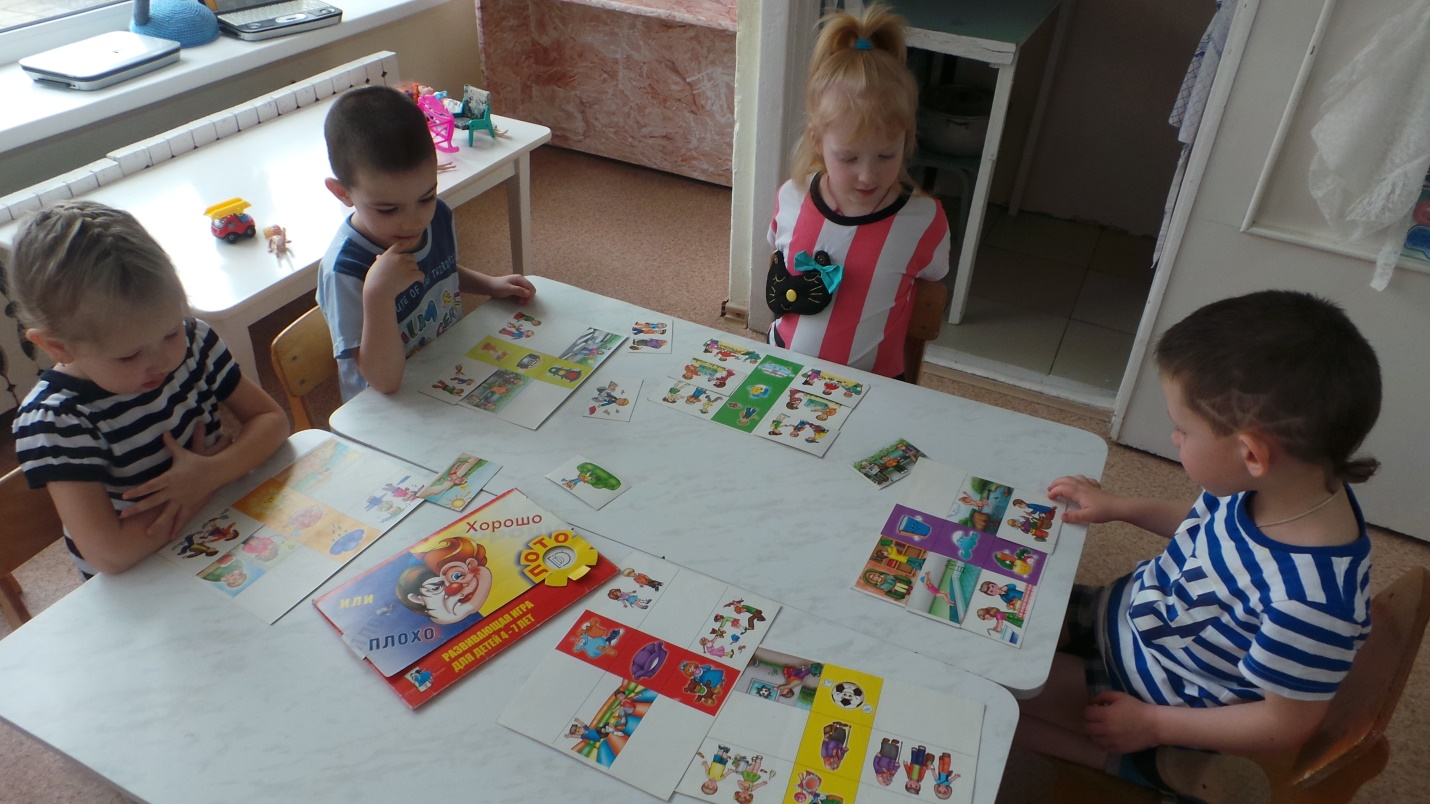 Хорошо
или
плохо
ЛОТО
РАЗВИВАЮЩАЯ ИГРА
ДЛЯ ДЕТЕЙ 4-7 ЛЕТ